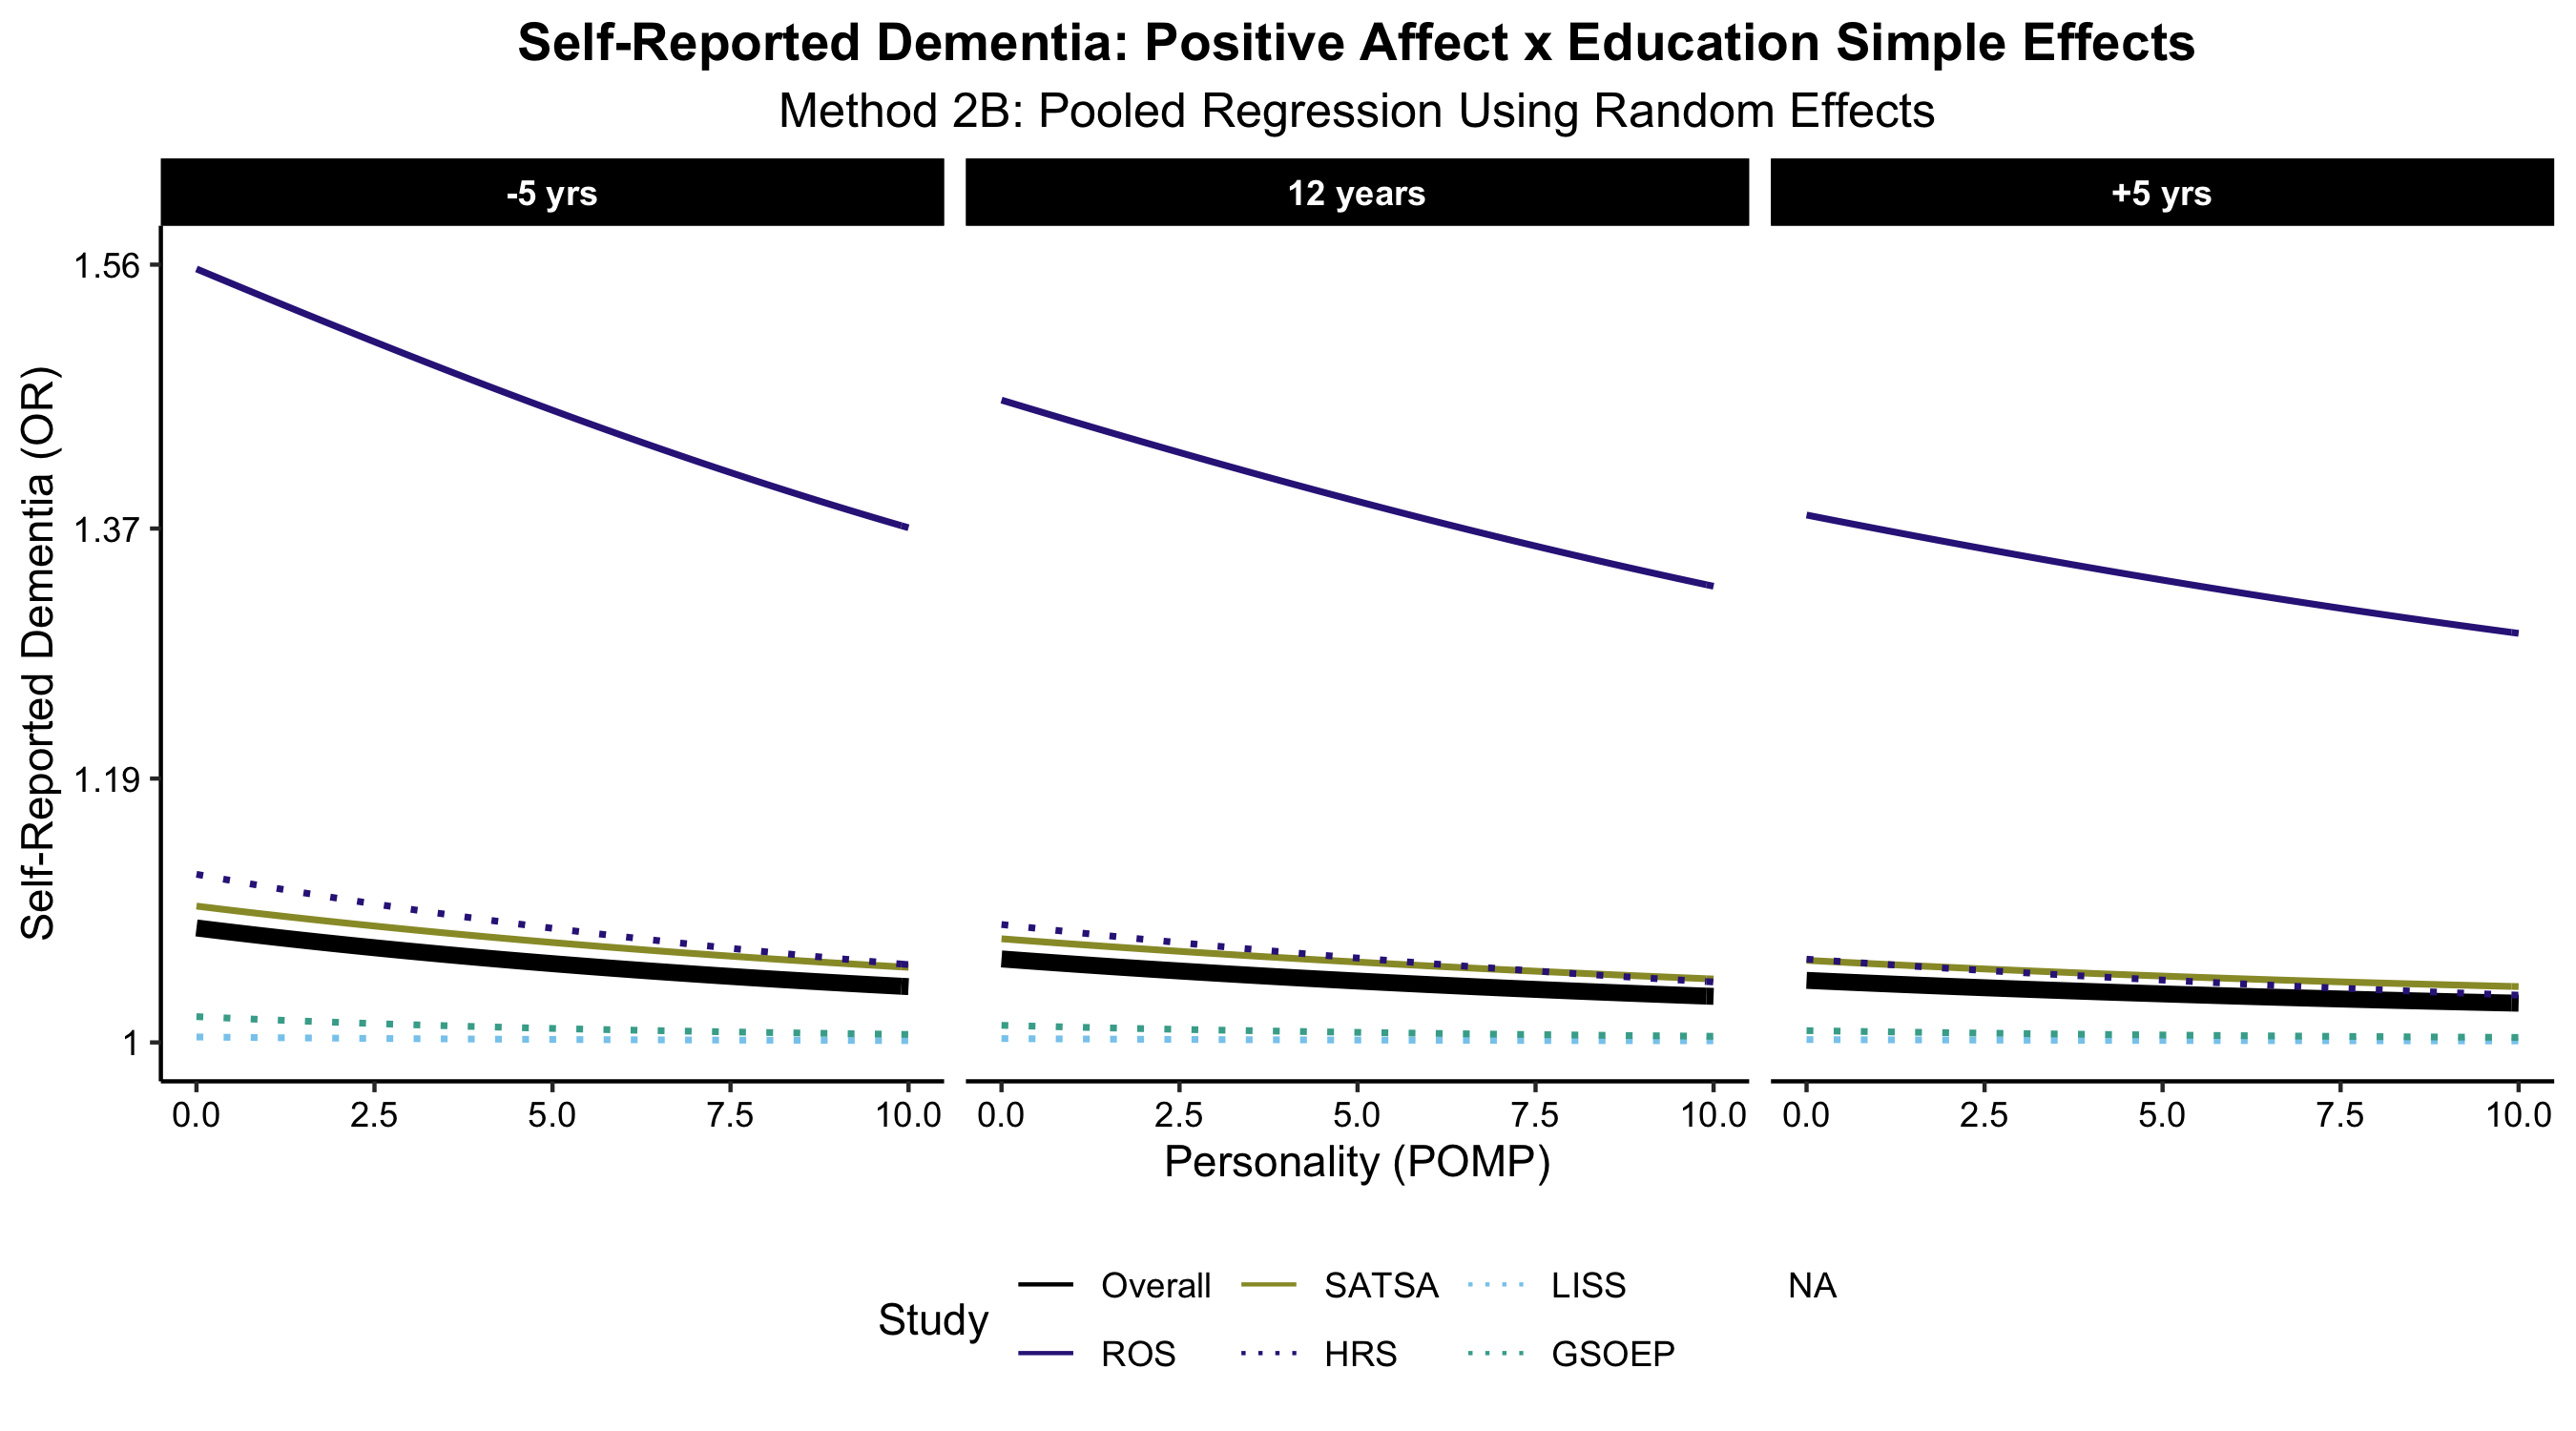 Self-Reported Dementia: Positive Affect x Education Simple Effects
Method 2B: Pooled Regression Using Random Effects
-5 yrs
12 years
+5 yrs
Self-Reported Dementia (OR)
1.56
1.37
1.19
1
0.0 2.5 5.0 7.5 10.0
0.0 2.5 5.0 7.5 10.0
0.0 2.5 5.0 7.5 10.0
Personality (POMP)
Study
Overall SATSA LISS NA
ROS HRS GSOEP